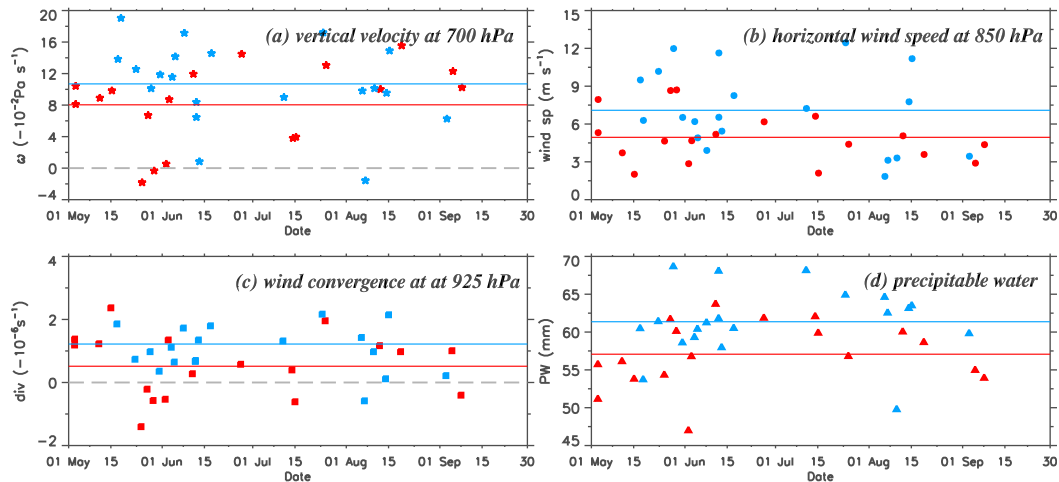 20
16
12
8
4
0
−4
ω (−10⁻²Pa s⁻¹)
(a) vertical velocity at 700 hPa
01 May 15 01 Jun 15 01 Jul 15 01 Aug 15 01 Sep 15 30
Date
15
12
9
6
3
0
wind sp (m s⁻¹)
(b) horizontal wind speed at 850 hPa
01 May 15 01 Jun 15 01 Jul 15 01 Aug 15 01 Sep 15 30
Date
4
2
0
−2
div (−10⁻⁶s⁻¹)
(c) wind convergence at at 925 hPa
01 May 15 01 Jun 15 01 Jul 15 01 Aug 15 01 Sep 15 30
Date
70
65
60
55
50
45
PW (mm)
(d) precipitable water
01 May 15 01 Jun 15 01 Jul 15 01 Aug 15 01 Sep 15 30
Date